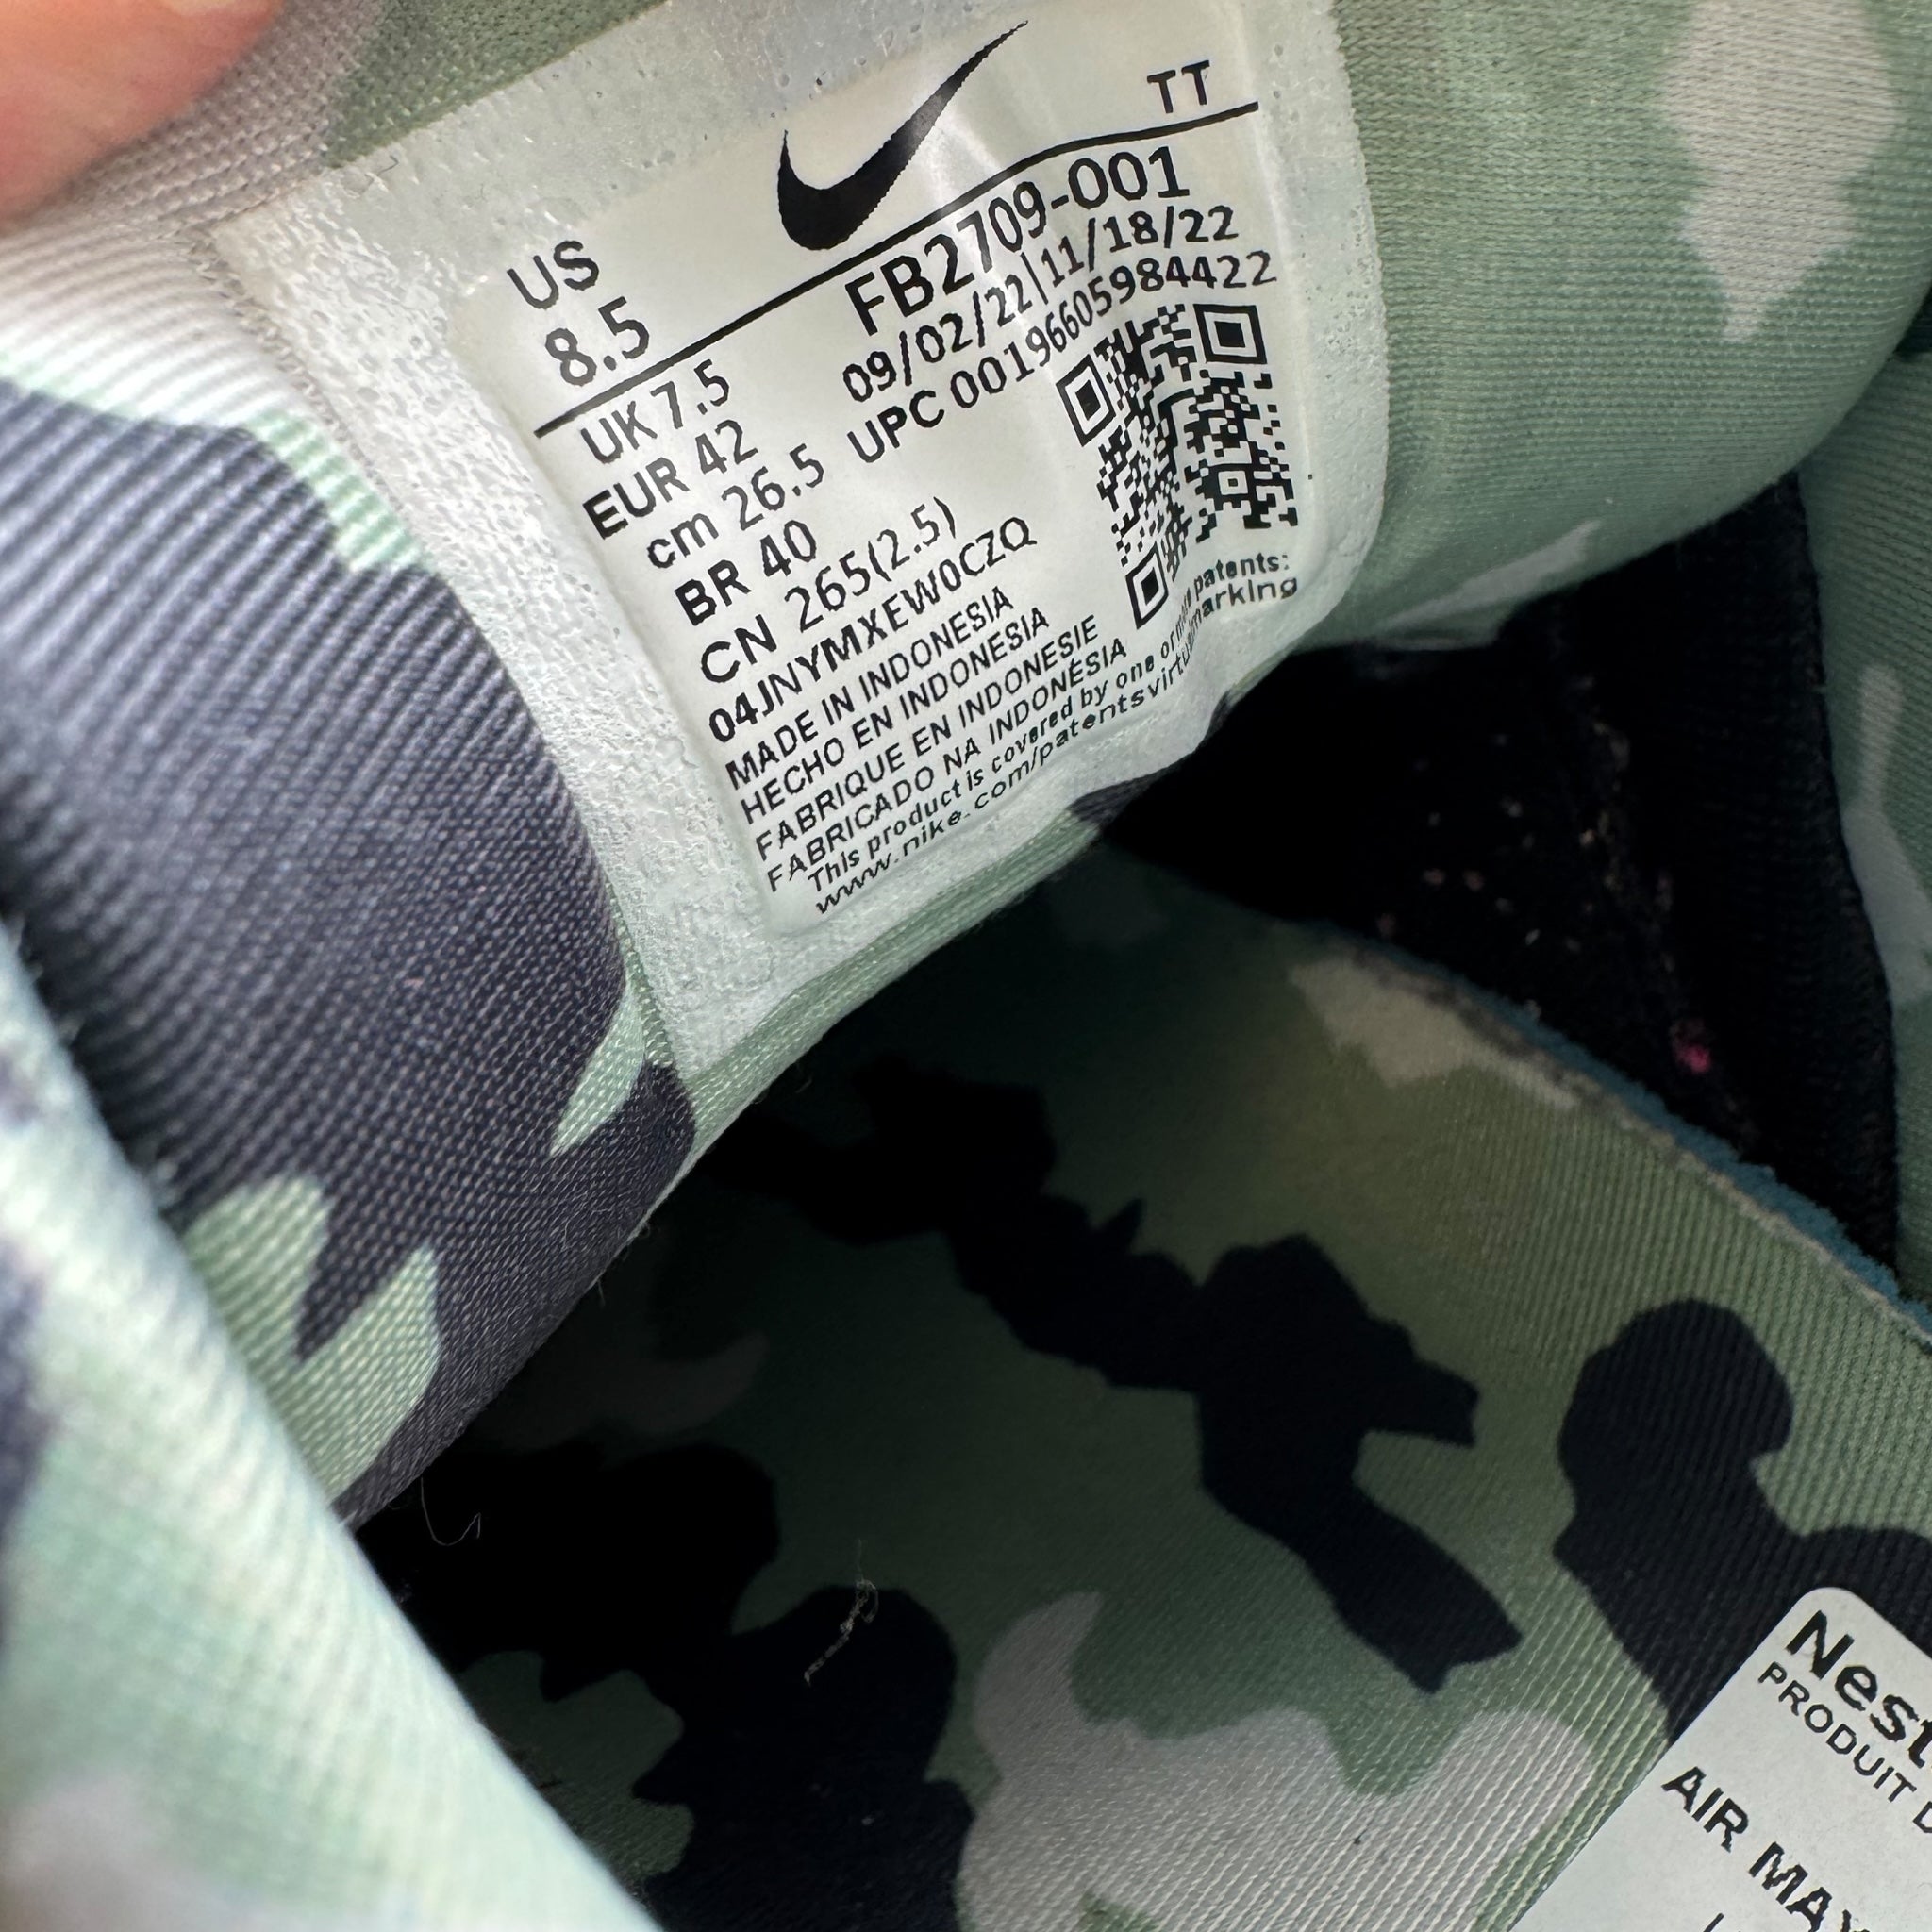 TT
US
8.5
FB2709-001
09/02/22|11/18/22
UPC 00196605984422
UK 7.5
EUR 42
cm 26.5
BR 40
CN 265(2.5)
04JNYMXEW0CZQ
MADE IN INDONESIA
HECHO EN INDONESIA
FABRIQUE EN INDONESIE
FABRICADO NA INDONÉSIA
This product is covered by one or more patents:
www.nike.com/patentsvirtualmarking
PRODUIT
AIR MAX